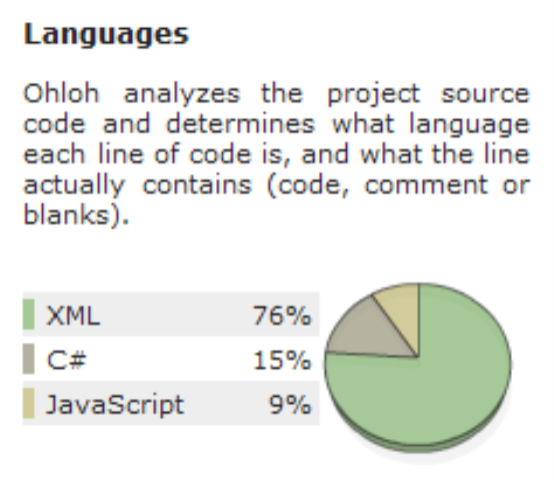 Languages
Ohloh analyzes the project source
code and determines what language
each line of code is, and what the line
actually contains (code, comment or
blanks).
XML 76%
C# 15%
JavaScript 9%